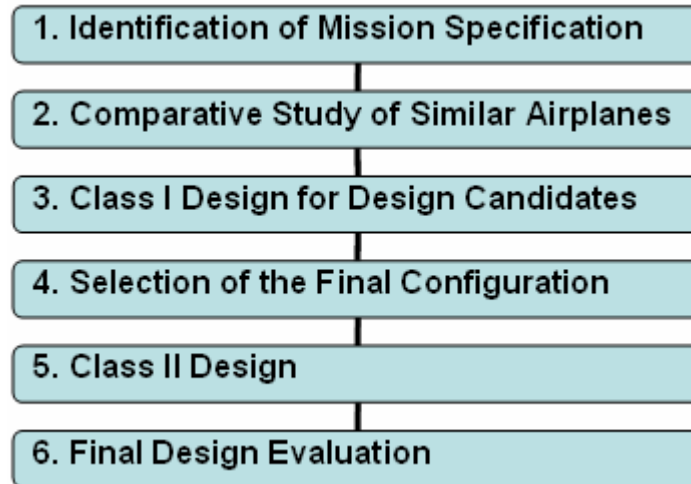 1. Identification of Mission Specification
2. Comparative Study of Similar Airplanes
3. Class I Design for Design Candidates
4. Selection of the Final Configuration
5. Class II Design
6. Final Design Evaluation